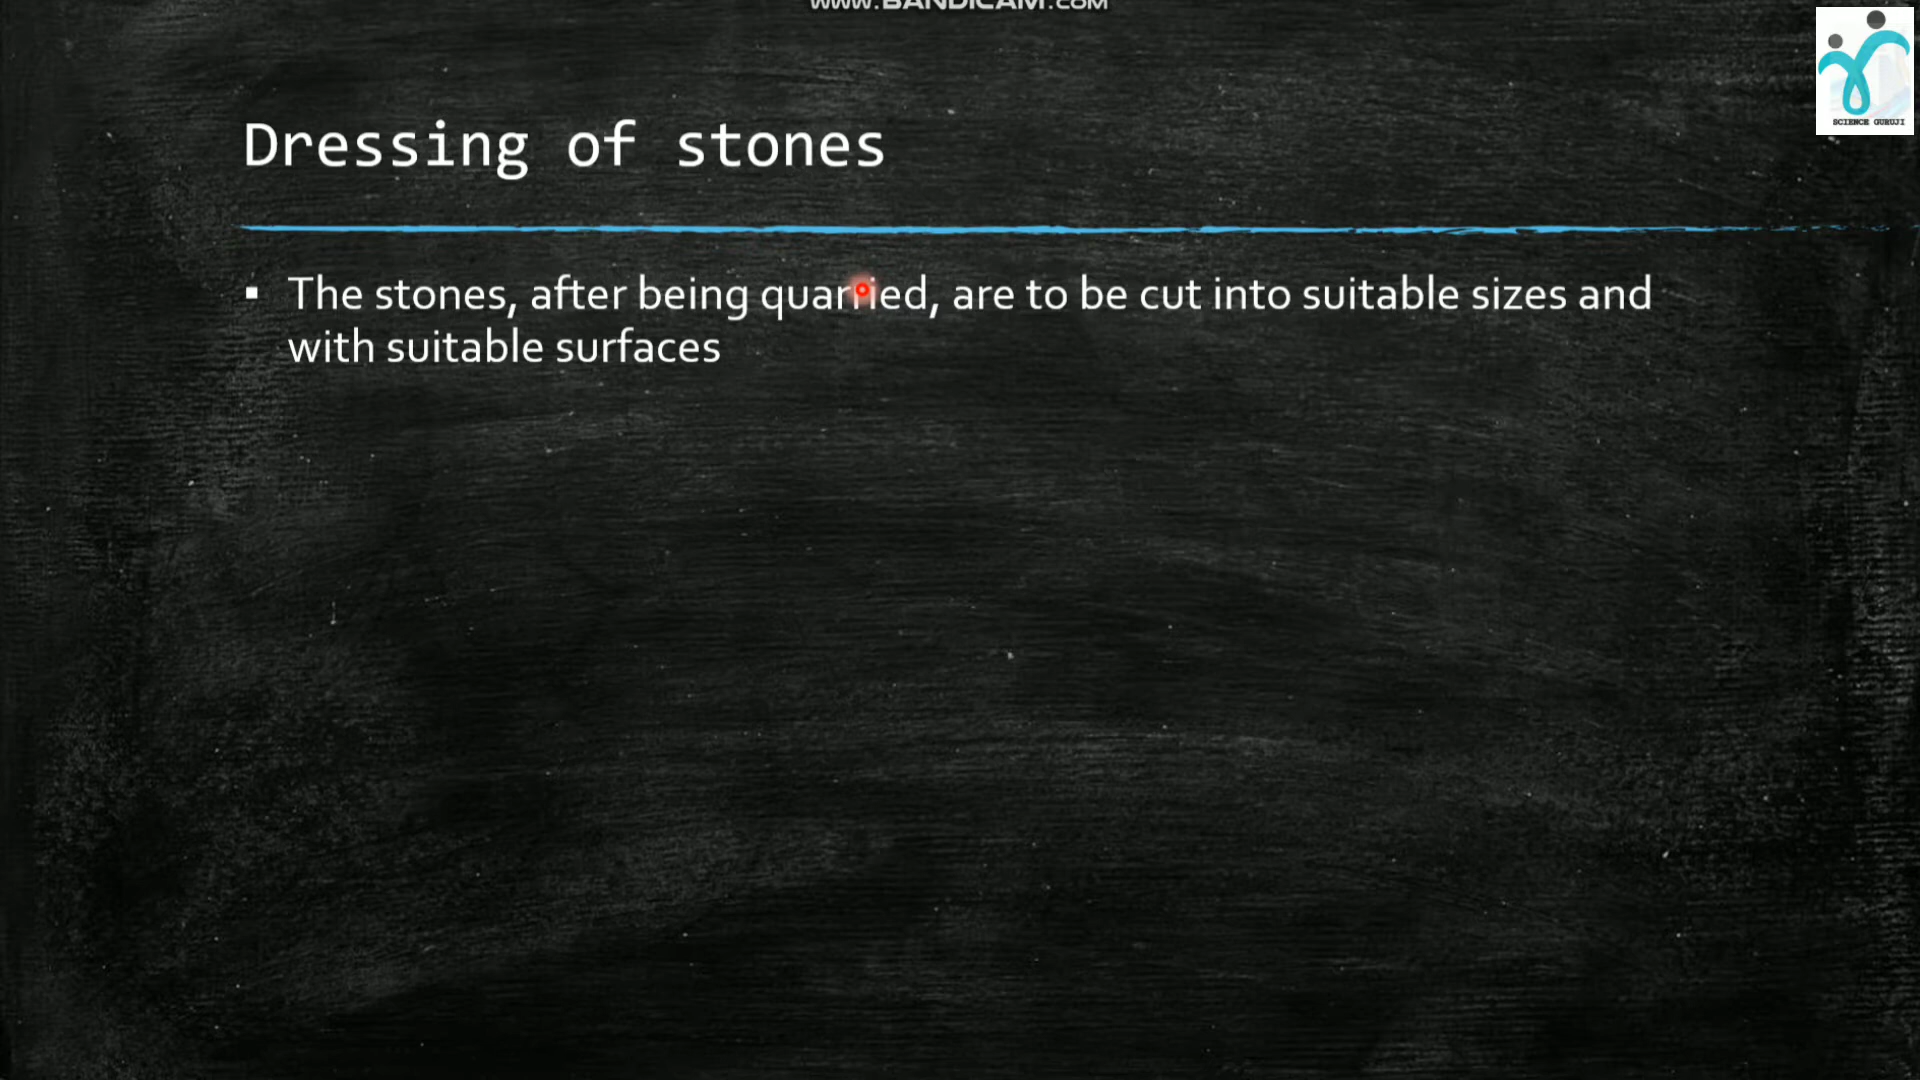 www.BANDICAM.COM
SCIENCE GURUJI
Dressing of stones
▪ The stones, after being quarried, are to be cut into suitable sizes and
with suitable surfaces